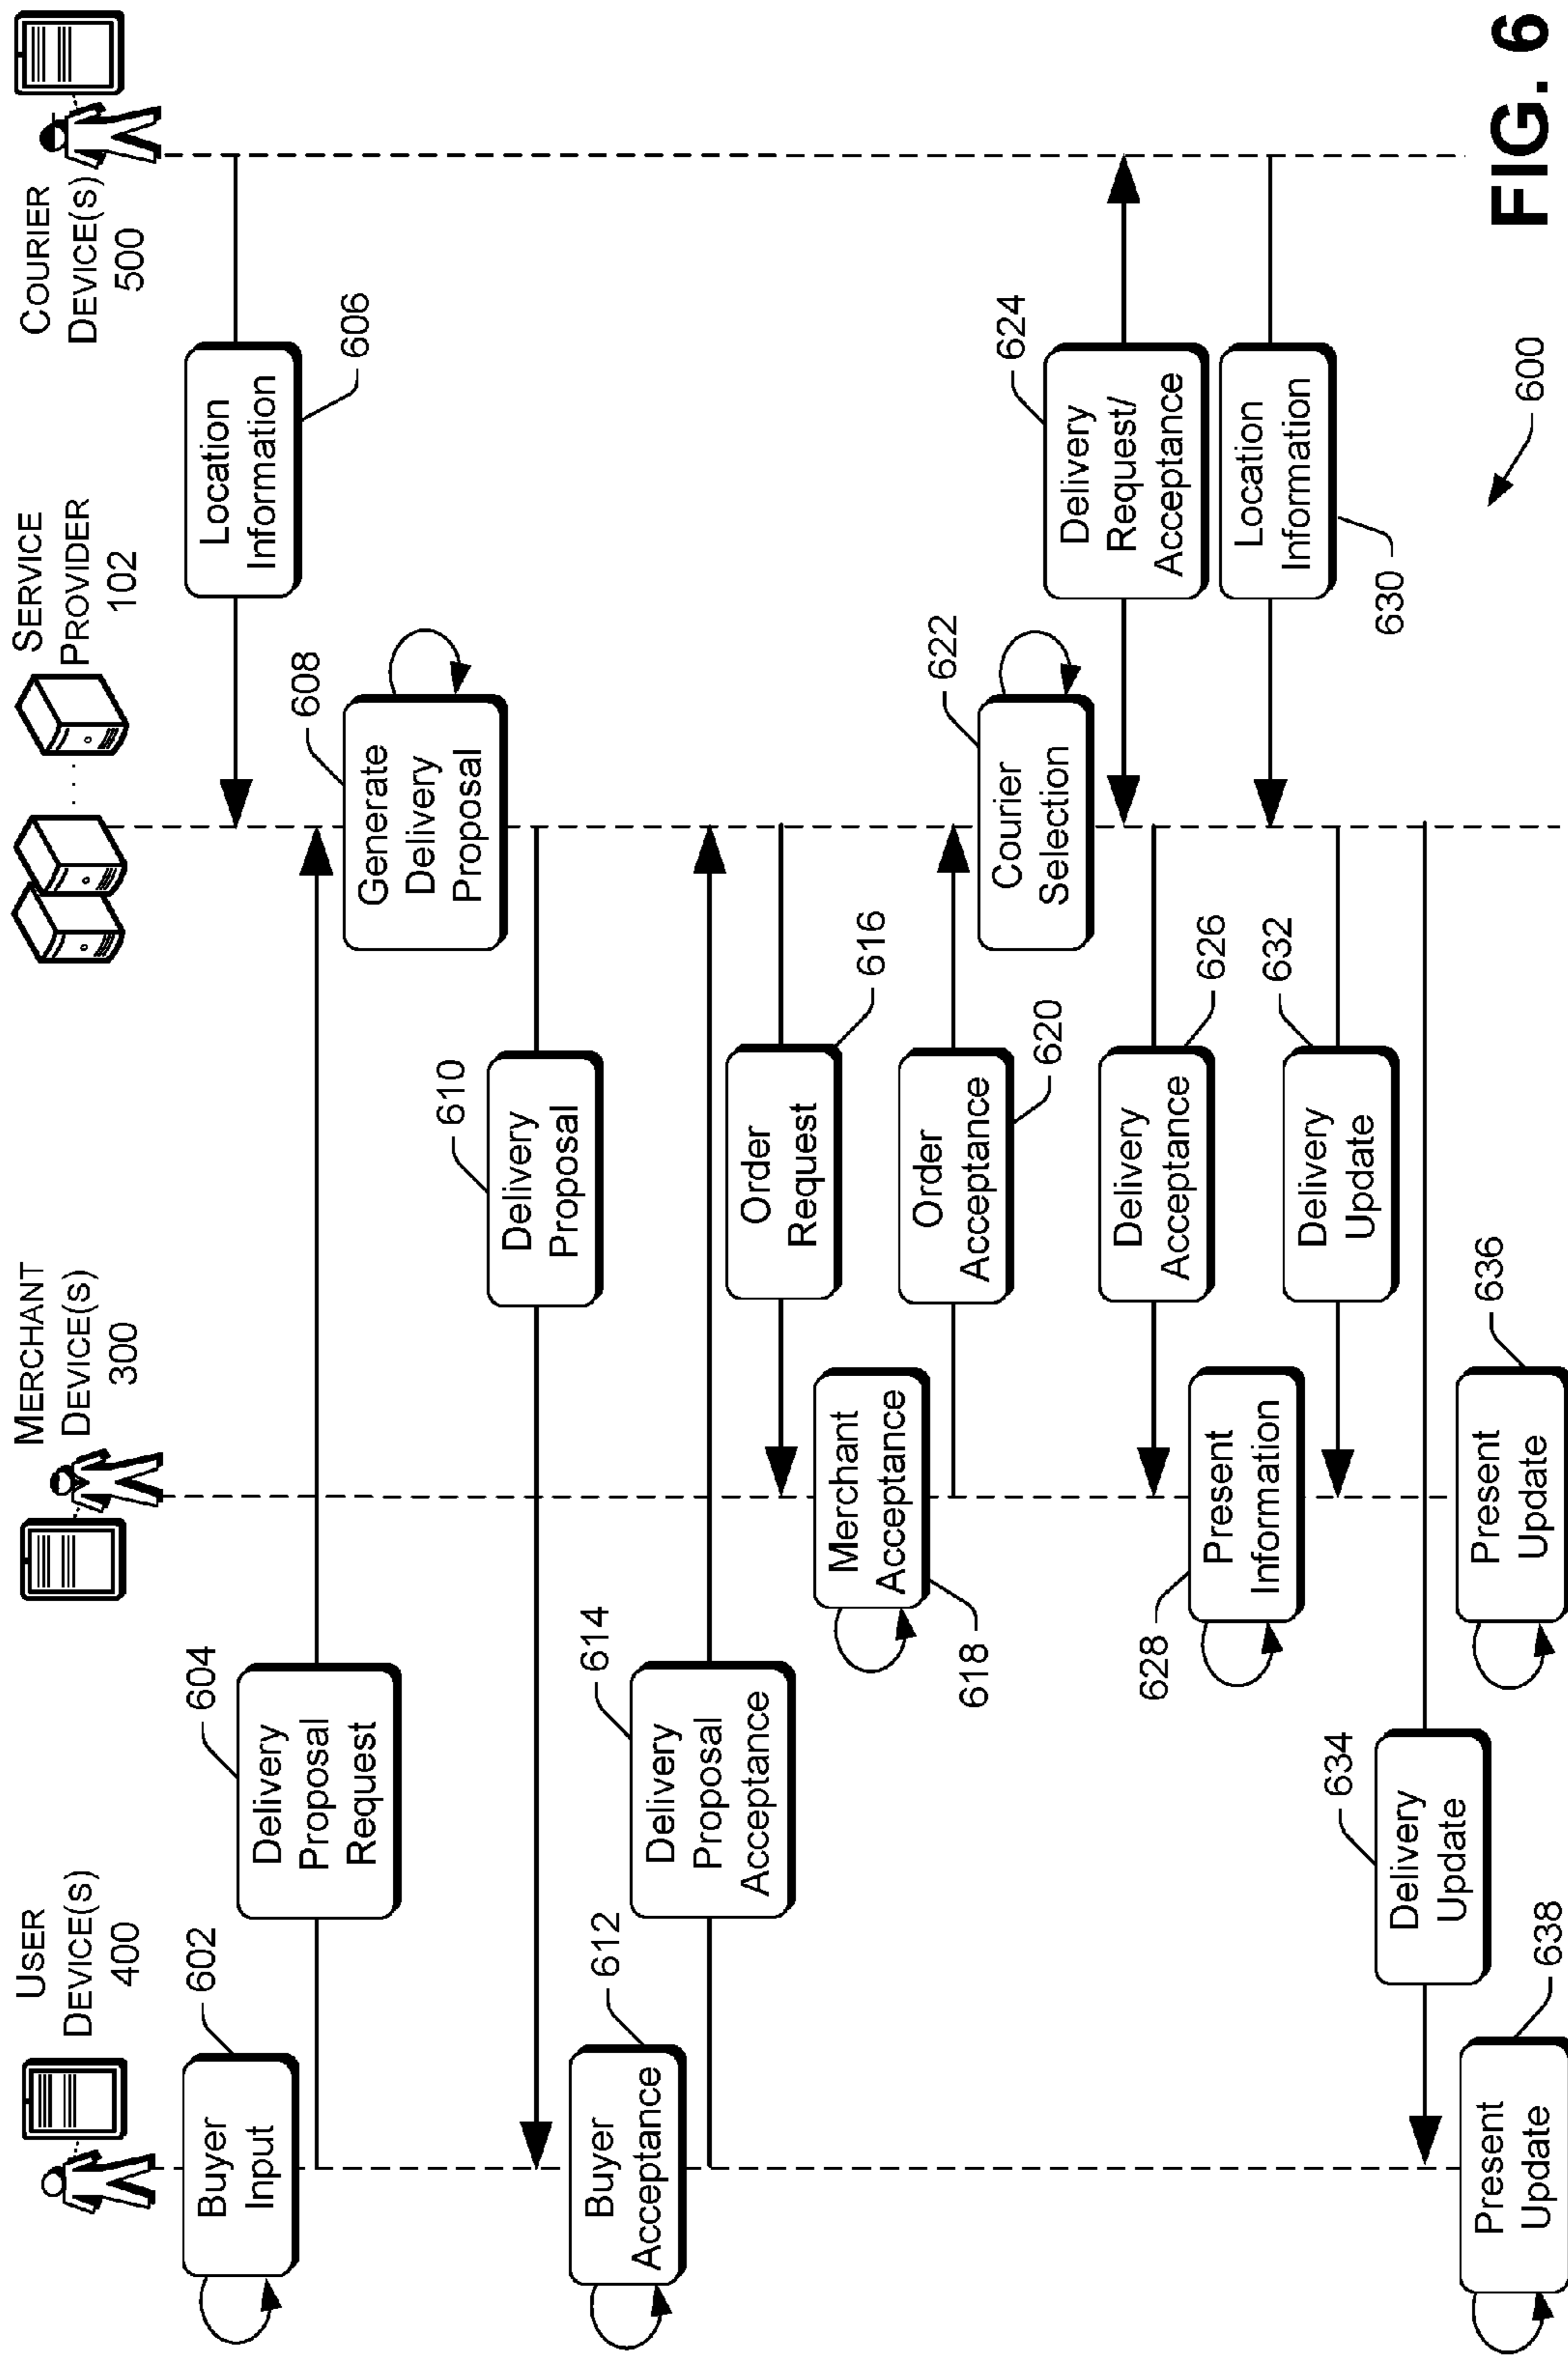 USER
DEVICE(S)
400
MERCHANT
DEVICE(S)
300
SERVICE
PROVIDER
102
COURIER
DEVICE(S)
500
602
Buyer
Input
Location
Information
606
604
Delivery
Proposal
Request
608
Generate
Delivery
Proposal
610
Delivery
Proposal
612
Buyer
Acceptance
614
Delivery
Proposal
Acceptance
Order
Request
616
Merchant
Acceptance
618
Order
Acceptance
620
622
Courier
Selection
624
Delivery
Request/
Acceptance
Delivery
Acceptance
626
628
Present
Information
Location
Information
630
632
Delivery
Update
634
Delivery
Update
636
Present
Update
638
Present
Update
600
FIG. 6